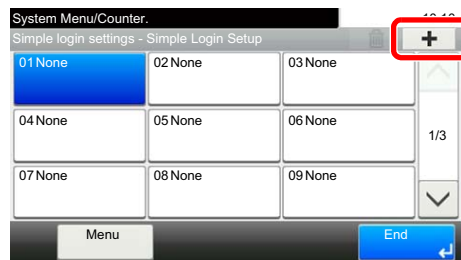 System Menu/Counter.
Simple login settings - Simple Login Setup
+
01 None 02 None 03 None
04 None 05 None 06 None
1/3
07 None 08 None 09 None
Menu End